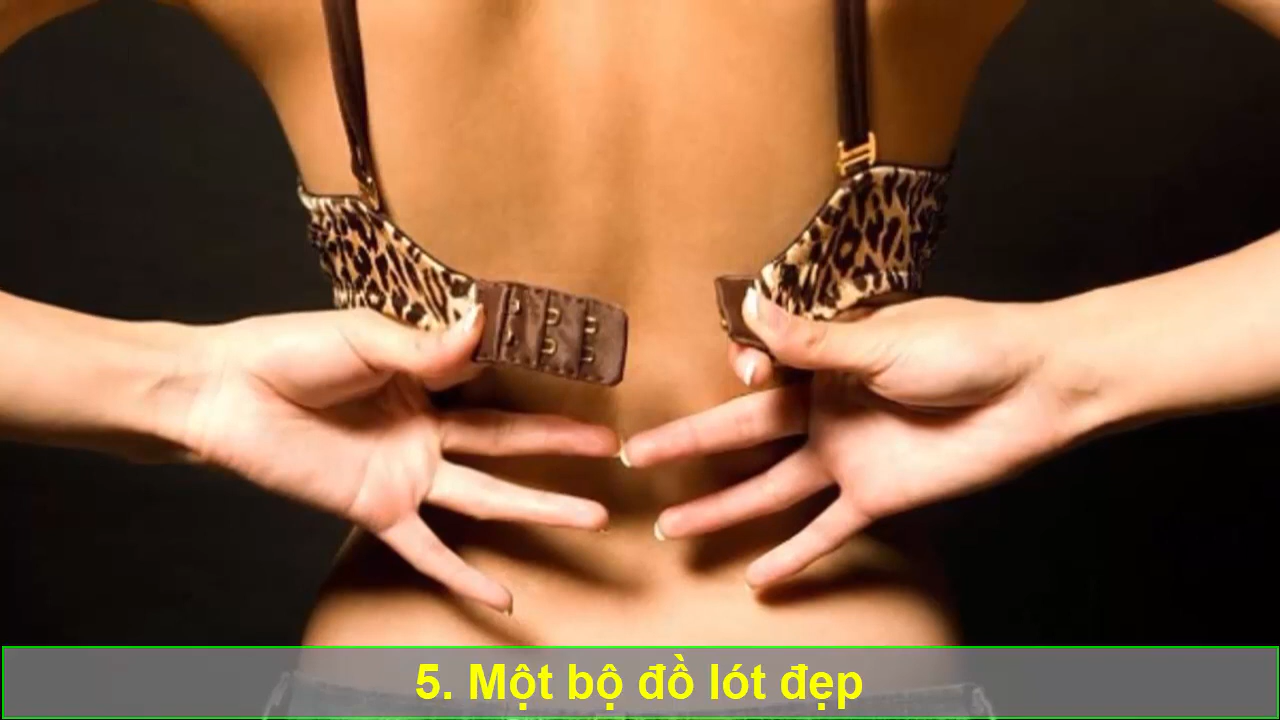 5. Một bộ đồ lót đẹp